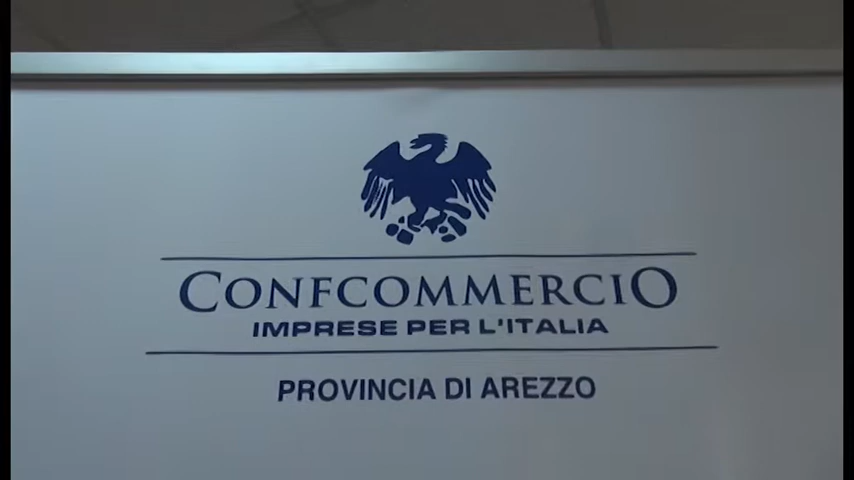 CONFCOMMERCIO
IMPRESE PER L'ITALIA
PROVINCIA DI AREZZO